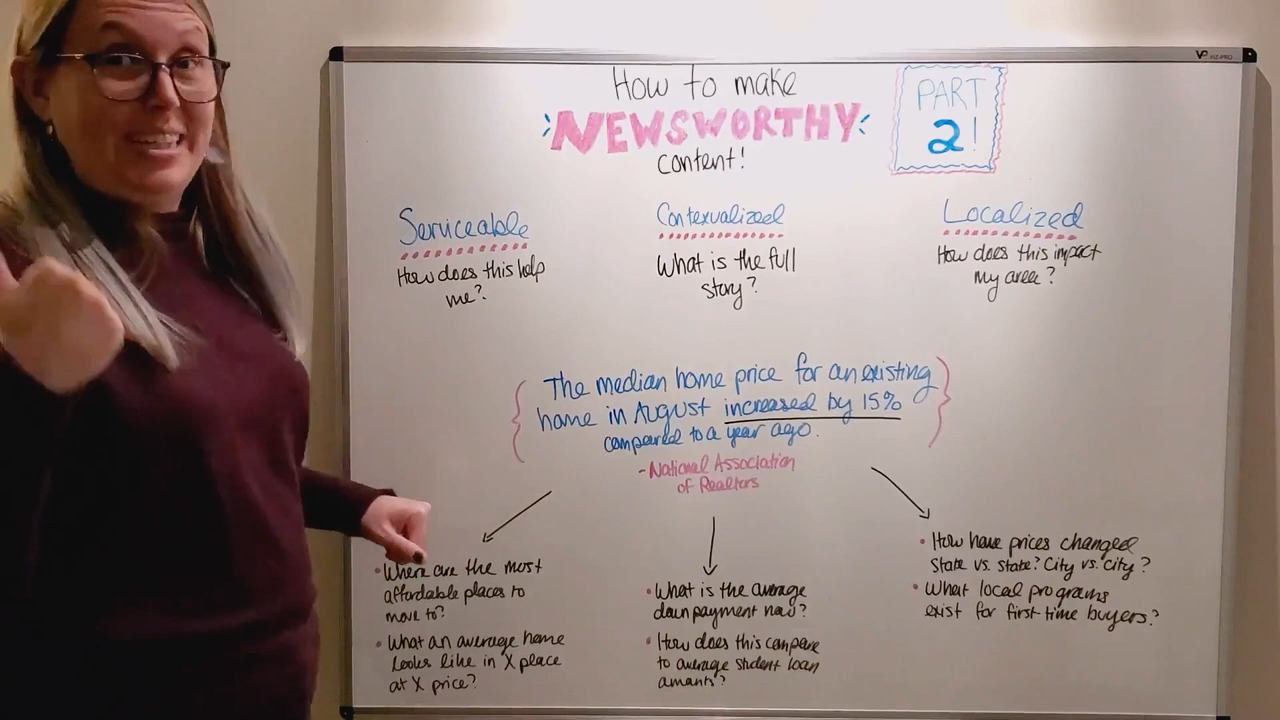 How to make
NEWSWORTHY
content!
PART
2!
Serviceable
How does this help
me?
Contexualized
What is the full
story?
Localized
How does this impact
my area?
The median home price for an existing
home in August increased by 15%
compared to a year ago.
- National Association
of Realtors
• Where are the most
affordable places to
move to?
• What an average home
looks like in X place
at X price?
• What is the average
down payment now?
• How does this compare
to average student loan
amants?
• How have prices changed
State vs. state? City vs. city?
• What local programs
exist for first time buyers?
VIZ-PRO